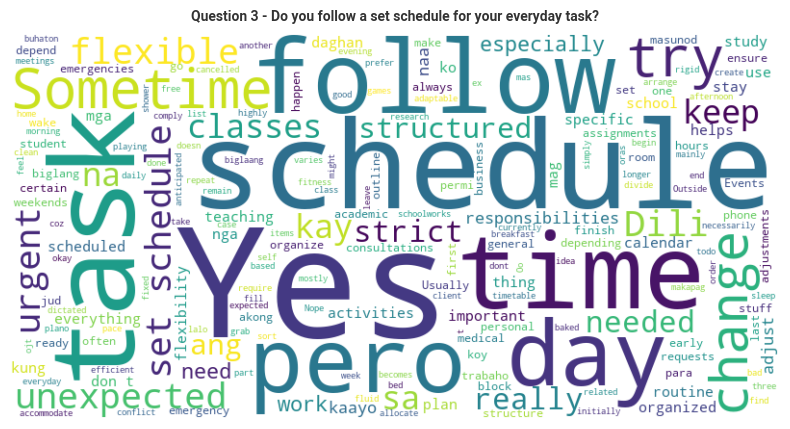 Question 3 - Do you follow a set schedule for your everyday task?
buhaton
meetings
depend
flexible
go
cancelled
another
evening
daghan
make
prefer
naa
ko
especially
masunod
rigid
study
ensure
create
use
emergencies
Sometime
follow
try
free
happen
good
games
adaptable
always
mas
ex
set
arrange
one
afternoon
stay
school
keep
home
wake
morning
mga
shower
comply
list
highly
classes
structured
research
specific
assignments
begin
helps
hours
mainly
student
playing
doesn
biglaang
varies
might
outline
schedule
simply
oras
room
longer
divide
end
Outside
Events
feel
clean
biglang
daily
done
anticipated
na
repeat
remain
fitness
class
leave
business
mag
permi
certain
weekends
task
set schedule
take
teaching
case
kay
academic
schoolworks
strict
responsibilities
currently
breakfast
Dili
phone
necessarily
adjustments
coz
okay
scheduled
urgent
nga
items
organize
consultations
self
based
Usually
client
first
general
dont
Do
idea
finish
depending
calendar
todo
order
makapag
change
jud
flexibility
fixed
Yes
time
require
fill
expected
mostly
Nope
timetable
thing
everything
dictated
pace
akong
activities
important
personal
t
needed
sleep
stuff
last
adjust
plano
ready
often
lalo
grab
sort
ang
medical
baked
early
requests
bad
three
find
kung
ojt
efficient
don t
need
part
pero
week
becomes
koy
trabaho
block
day
para
related
routine
everyday
unexpected
bed
sa
fluid
really
organized
accommodate
conflict
emergency
work
kaayo
plan
allocate
structure
initially